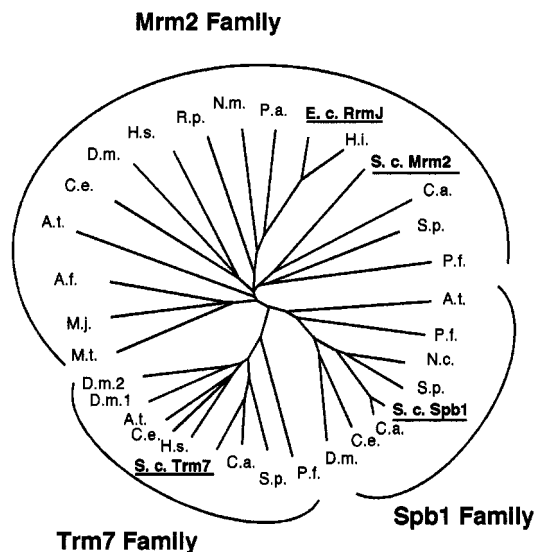 Mrm2 Family
N.m.
P.a.
E. c. RrmJ
R.p.
H.s.
H.i.
D.m.
S. c. Mrm2
C.e.
C.a.
A.t.
S.p.
P.f.
A.f.
A.t.
M.j.
P.f.
M.t.
N.c.
D.m.2
S.p.
D.m.1
S. c. Spb1
A.t.
C.a.
C.e.
C.e.
H.s.
D.m.
S. c. Trm7
C.a.
S.p.
P.f.
Spb1 Family
Trm7 Family